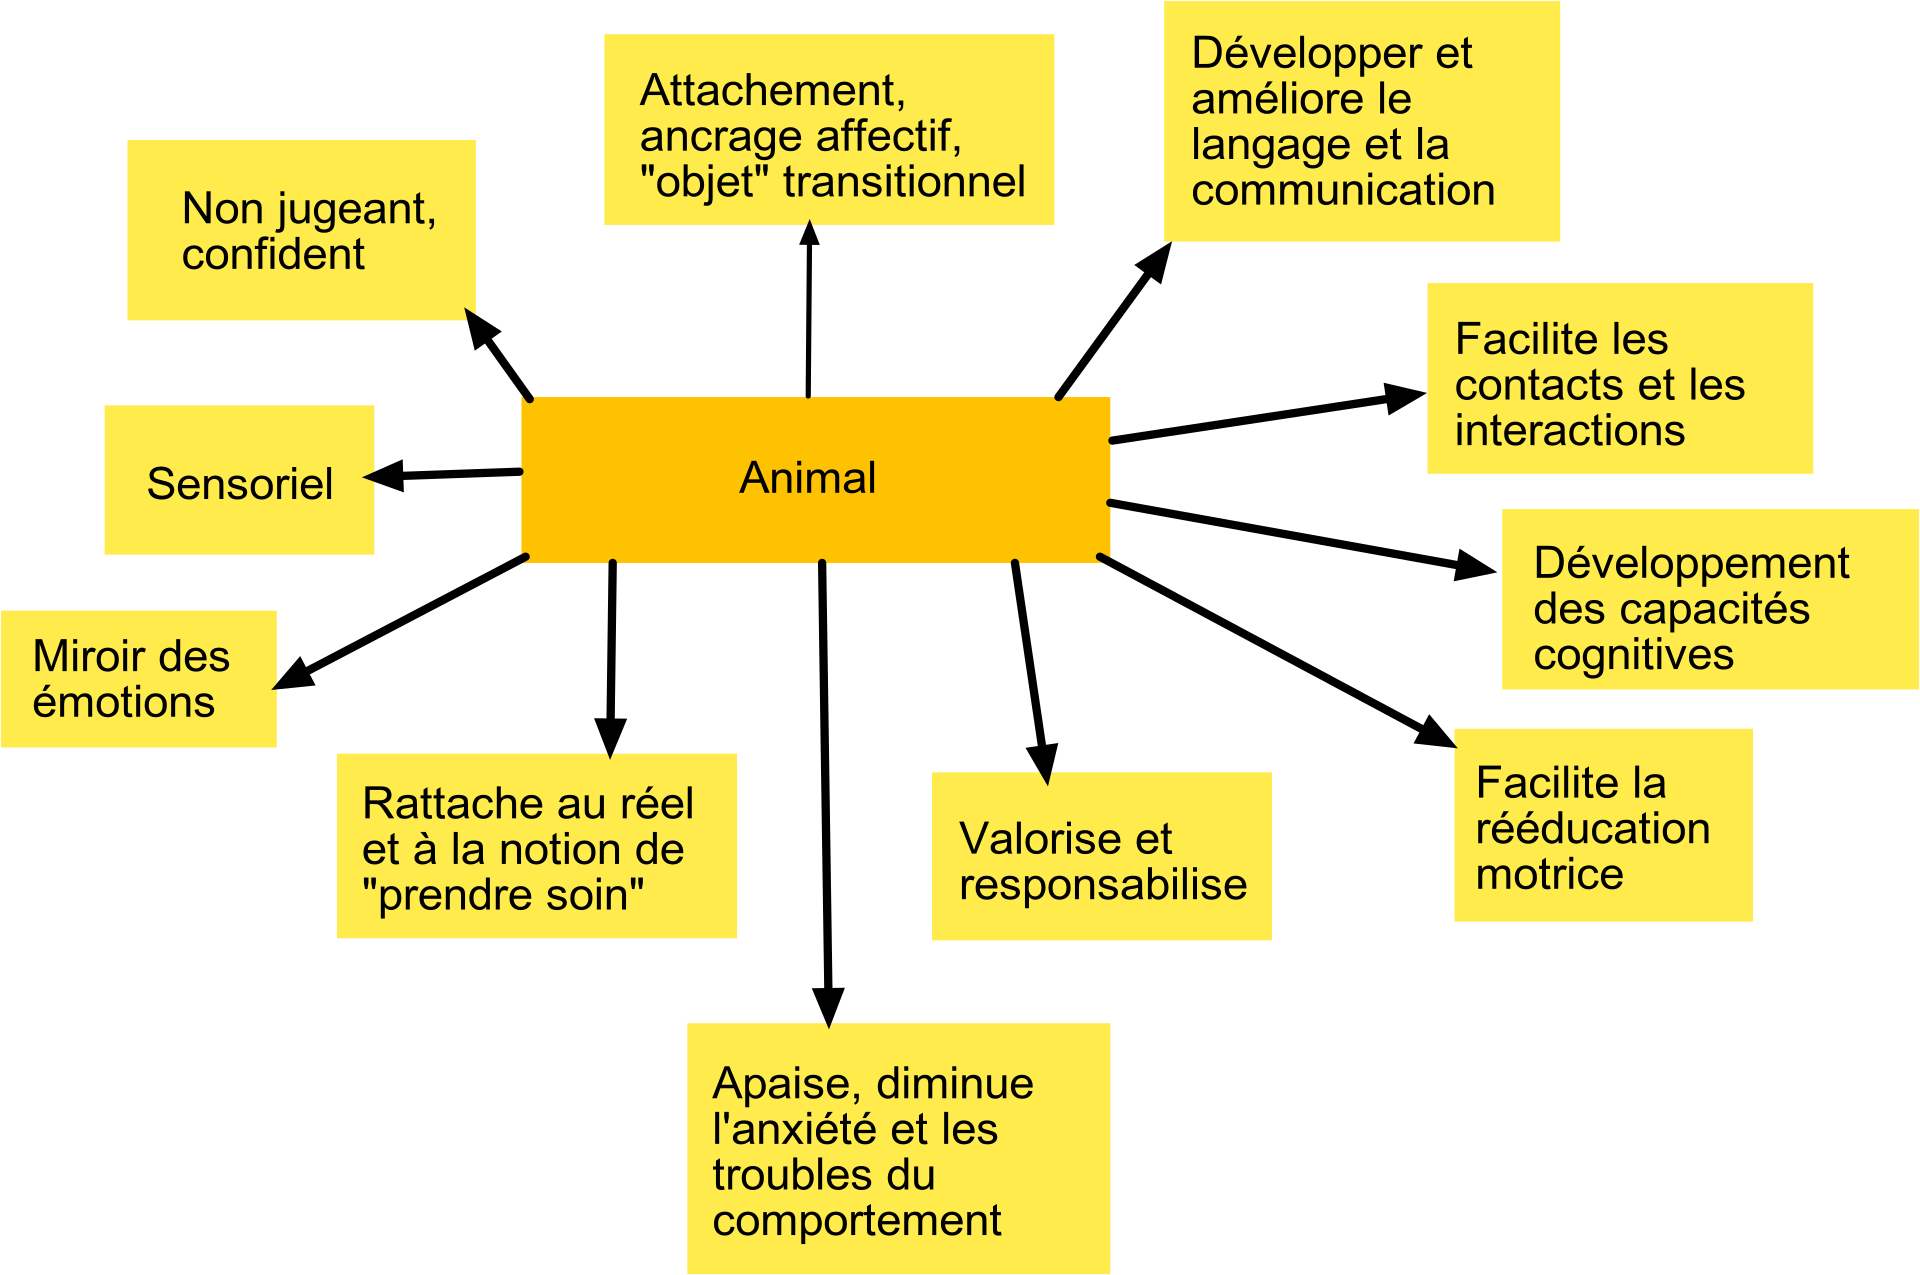 Développer et
améliore le
langage et la
communication
Attachement,
ancrage affectif,
"objet" transitionnel
Non jugeant,
confident
Facilite les
contacts et les
interactions
Animal
Sensoriel
Développement
des capacités
cognitives
Miroir des
émotions
Rattache au réel
et à la notion de
"prendre soin"
Valorise et
responsabilise
Facilite la
rééducation
motrice
Apaise, diminue
l'anxiété et les
troubles du
comportement